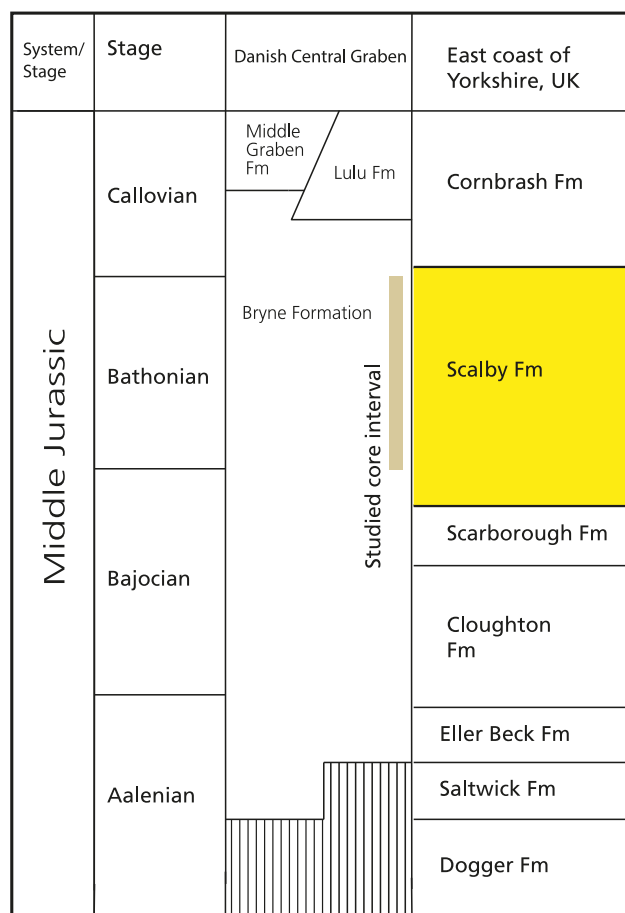 System/
Stage
Stage
Danish Central Graben
East coast of
Yorkshire, UK
Middle Jurassic
Callovian
Bathonian
Bajocian
Aalenian
Middle
Graben
Fm
Lulu Fm
Bryne Formation
Studied core interval
Cornbrash Fm
Scalby Fm
Scarborough Fm
Cloughton
Fm
Eller Beck Fm
Saltwick Fm
Dogger Fm